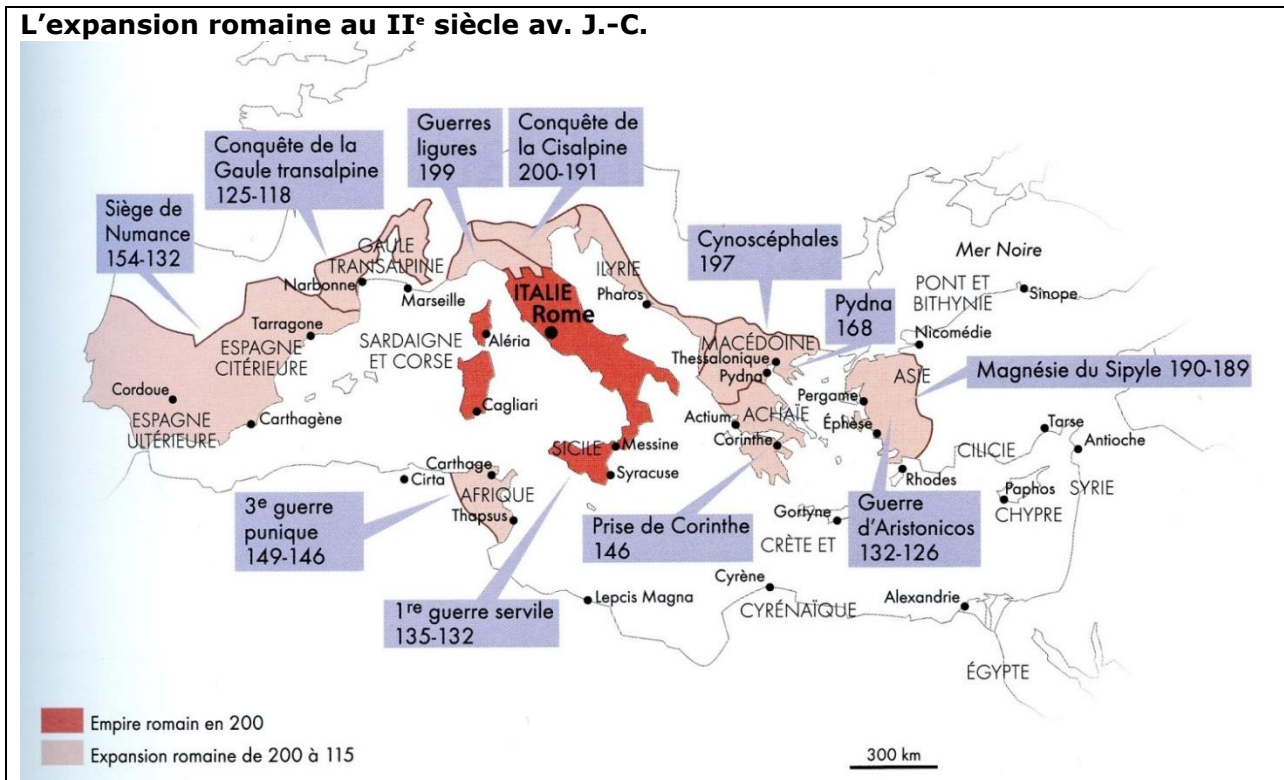 L’expansion romaine au IIᵉ siècle av. J.-C.
Guerres
ligures
199
Conquête de
la Cisalpine
200-191
Conquête de la
Gaule transalpine
125-118
Siège de
Numance
154-132
Cynoscéphales
197
Mer Noire
GAULE
TRANSALPINE
ILYRIE
PONT ET
BITHYNIE
Sinope
Narbonne
Marseille
ITALIE
Rome
Pharos
Pydna
168
Nicomédie
Tarragone
ESPAGNE
CITÉRIEURE
SARDAIGNE
ET CORSE
Aléria
MACÉDOINE
Thessalonique
Pydna
ASIE
Magnésie du Sipyle 190-189
Cordoue
ESPAGNE
ULTÉRIEURE
Carthagène
Cagliari
Actium
ACHAÏE
Corinthe
Pergame
Éphèse
CILICIE
Tarse
Antioche
SICILE
Messine
Syracuse
Rhodes
SYRIE
Carthage
Cirta
AFRIQUE
Thapsus
Paphos
CHYPRE
3e guerre
punique
149-146
Prise de Corinthe
146
Gortyne
CRÈTE ET
Guerre
d’Aristonicos
132-126
1re guerre servile
135-132
Lepcis Magna
Cyrène
CYRÉNAÏQUE
Alexandrie
ÉGYPTE
Empire romain en 200
Expansion romaine de 200 à 115
300 km